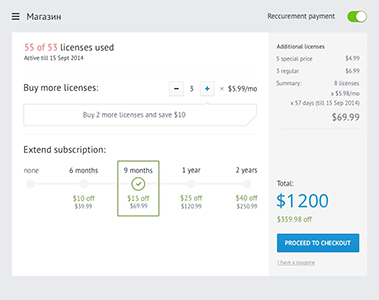 Магазин
Reccurement payment
55 of 53 licenses used
Active till 15 Sept 2014
Buy more licenses:
− 3 + × $5.99/mo
Buy 2 more licenses and save $10
Extend subscription:
none
6 months
$10 off
$39.99
9 months
$15 off
$69.99
1 year
$25 off
$120.99
2 years
$40 off
$250.99
Additional licenses
5 special price $4.99
3 regular $6.99
Summary: 8 licenses
x $5.98/mo
x 57 days (till 15 Sep 2014)
$69.99
Total:
$1200
$359.98 off
PROCEED TO CHECKOUT
I have a coupone